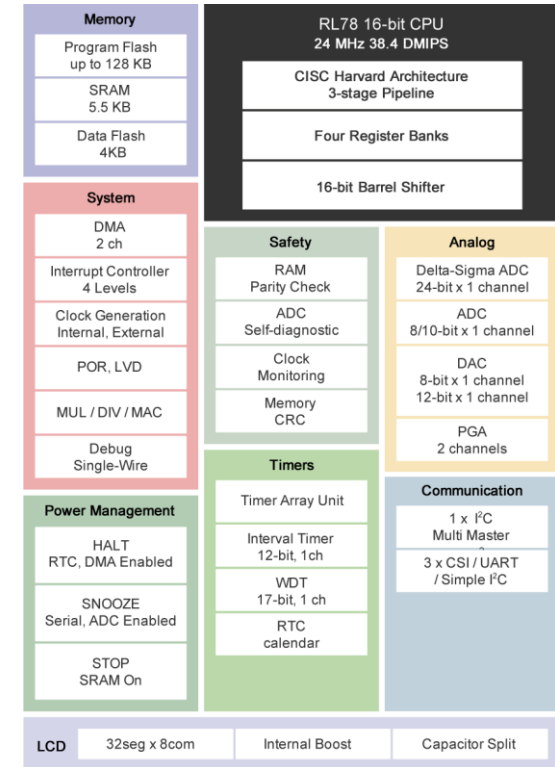 Memory
Program Flash
up to 128 KB
SRAM
5.5 KB
Data Flash
4KB
RL78 16-bit CPU
24 MHz 38.4 DMIPS
CISC Harvard Architecture
3-stage Pipeline
Four Register Banks
16-bit Barrel Shifter
System
DMA
2 ch
Interrupt Controller
4 Levels
Clock Generation
Internal, External
POR, LVD
MUL / DIV / MAC
Debug
Single-Wire
Safety
RAM
Parity Check
ADC
Self-diagnostic
Clock
Monitoring
Memory
CRC
Analog
Delta-Sigma ADC
24-bit x 1 channel
ADC
8/10-bit x 1 channel
DAC
8-bit x 1 channel
12-bit x 1 channel
PGA
2 channels
Power Management
HALT
RTC, DMA Enabled
SNOOZE
Serial, ADC Enabled
STOP
SRAM On
Timers
Timer Array Unit
Interval Timer
12-bit, 1ch
WDT
17-bit, 1 ch
RTC
calendar
Communication
1 x I²C
Multi Master
3 x CSI / UART
/ Simple I²C
LCD
32seg x 8com
Internal Boost
Capacitor Split